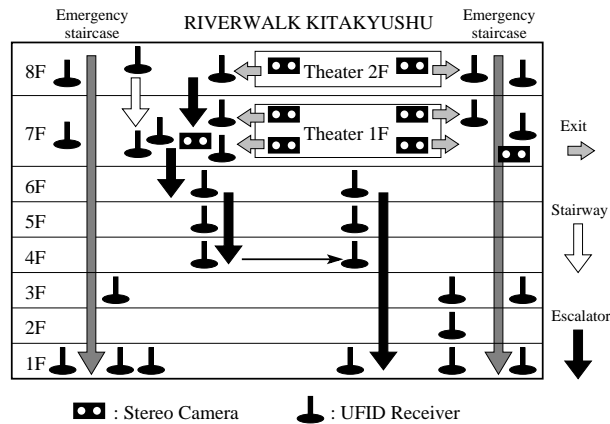 Emergency
staircase
RIVERWALK KITAKYUSHU
Emergency
staircase
8F
Theater 2F
7F
Theater 1F
Exit
6F
5F
Stairway
4F
3F
2F
Escalator
1F
: Stereo Camera
: UFID Receiver